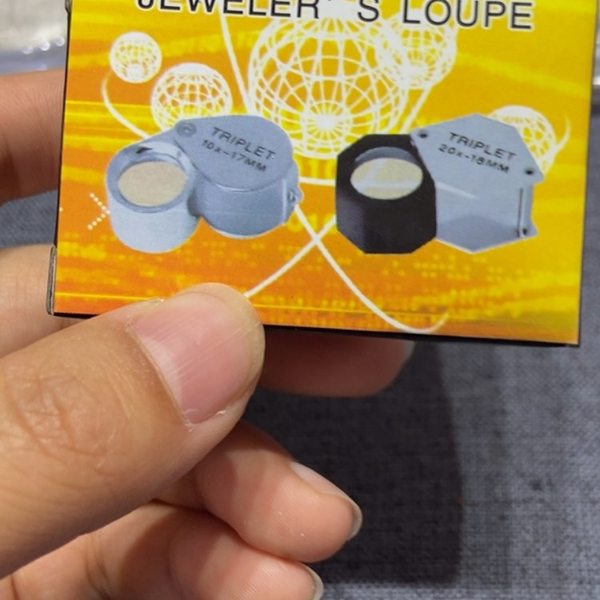 JEWELER' S LOUPE
TRIPLET
10x-17MM
TRIPLET
20x-18MM